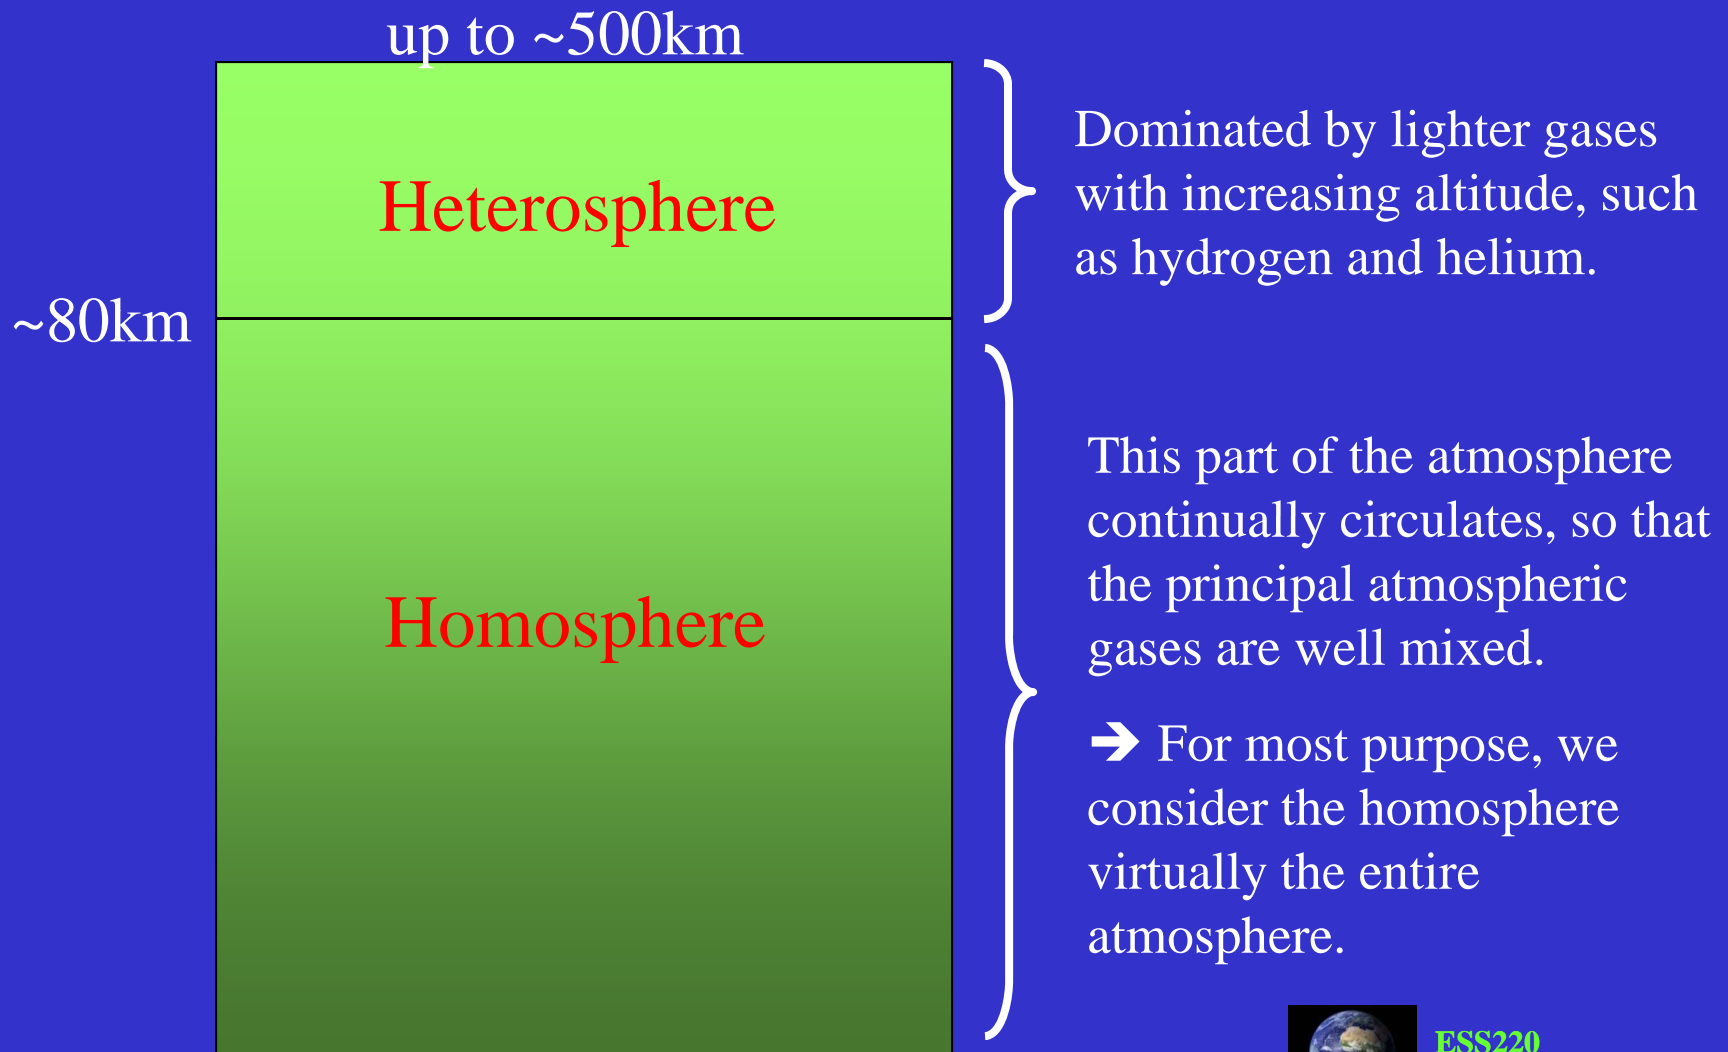 up to ~500km
Heterosphere
Dominated by lighter gases
with increasing altitude, such
as hydrogen and helium.
~80km
Homosphere
This part of the atmosphere
continually circulates, so that
the principal atmospheric
gases are well mixed.
➔ For most purpose, we
consider the homosphere
virtually the entire
atmosphere.
ESS220